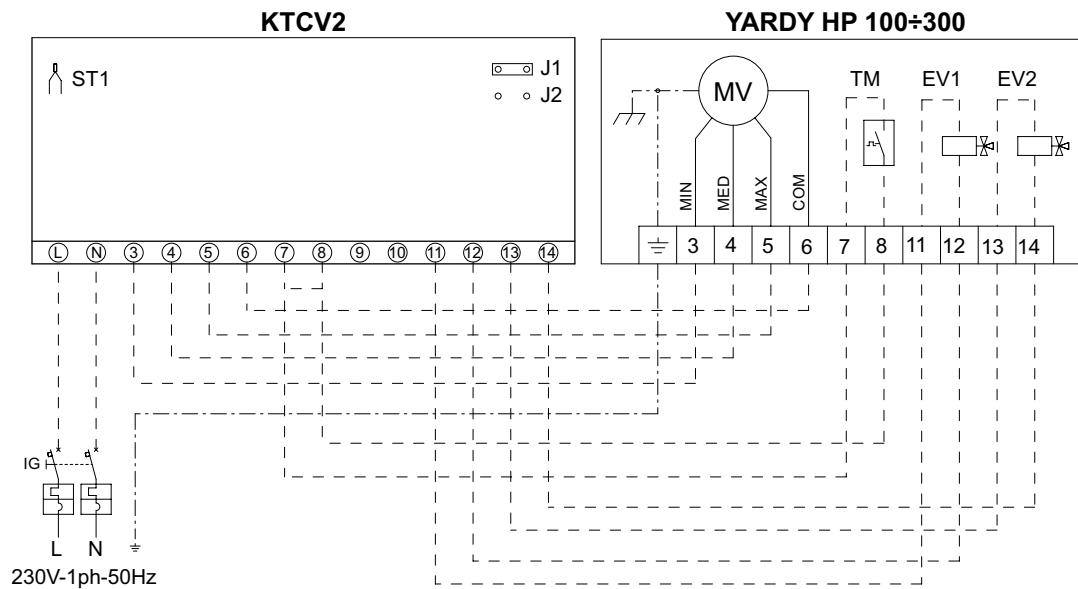 KTCV2
YARDY HP 100÷300
ST1
J1
J2
MV
TM
EV1
EV2
MIN
MED
MAX
COM
L N 3 4 5 6 7 8 9 10 11 12 13 14
3 4 5 6 7 8 11 12 13 14
IG
L N
230V-1ph-50Hz